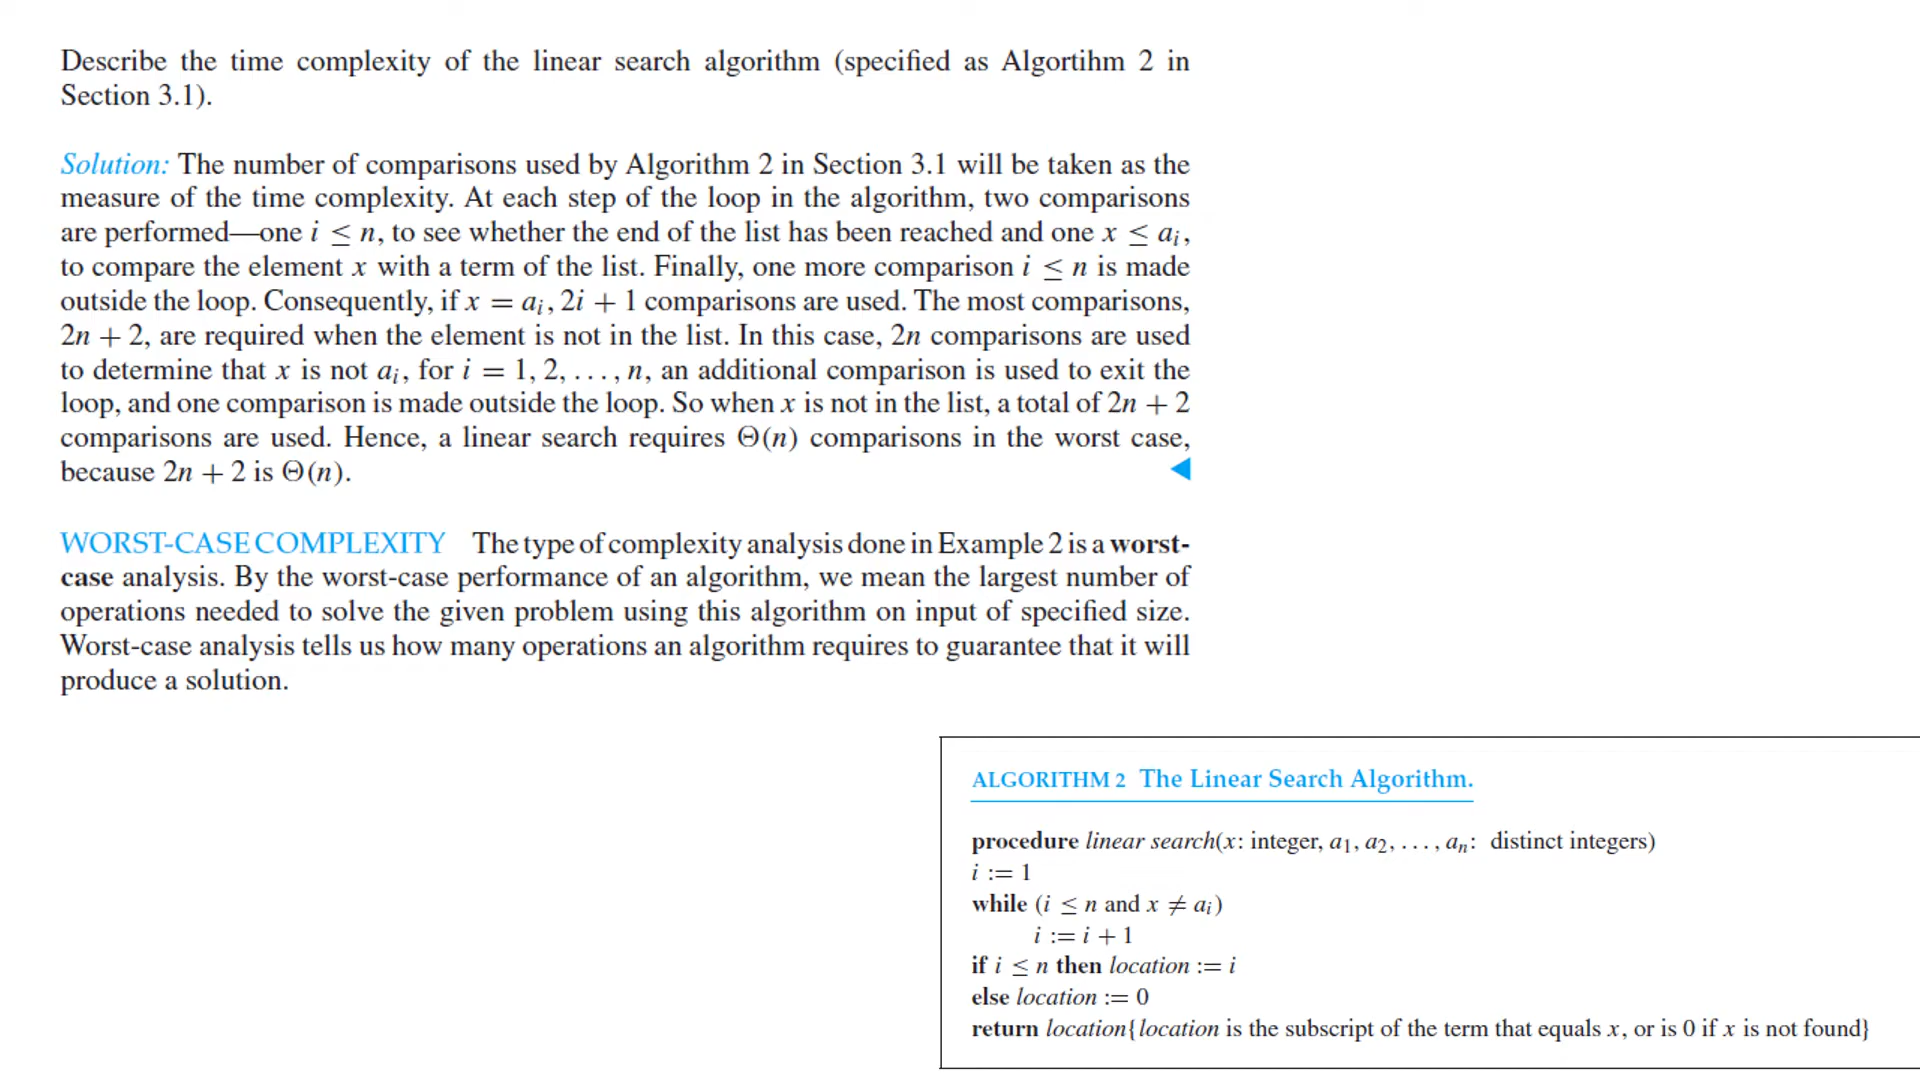 Describe the time complexity of the linear search algorithm (specified as Algortihm 2 in
Section 3.1).
Solution: The number of comparisons used by Algorithm 2 in Section 3.1 will be taken as the
measure of the time complexity. At each step of the loop in the algorithm, two comparisons
are performed—one i ≤ n, to see whether the end of the list has been reached and one x ≤ aᵢ,
to compare the element x with a term of the list. Finally, one more comparison i ≤ n is made
outside the loop. Consequently, if x = aᵢ, 2i + 1 comparisons are used. The most comparisons,
2n + 2, are required when the element is not in the list. In this case, 2n comparisons are used
to determine that x is not aᵢ, for i = 1, 2, . . . , n, an additional comparison is used to exit the
loop, and one comparison is made outside the loop. So when x is not in the list, a total of 2n + 2
comparisons are used. Hence, a linear search requires Θ(n) comparisons in the worst case,
because 2n + 2 is Θ(n).
WORST-CASE COMPLEXITY The type of complexity analysis done in Example 2 is a worst-
case analysis. By the worst-case performance of an algorithm, we mean the largest number of
operations needed to solve the given problem using this algorithm on input of specified size.
Worst-case analysis tells us how many operations an algorithm requires to guarantee that it will
produce a solution.
ALGORITHM 2 The Linear Search Algorithm.
procedure linear search(x: integer, a₁, a₂, . . . , aₙ: distinct integers)
i := 1
while (i ≤ n and x ≠ aᵢ)
i := i + 1
if i ≤ n then location := i
else location := 0
return location{location is the subscript of the term that equals x, or is 0 if x is not found}